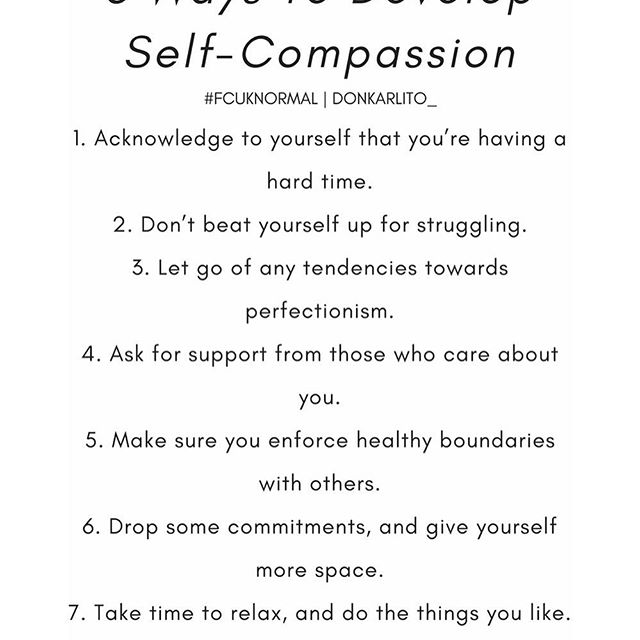 Ways To Develop
Self-Compassion
#FCUKNORMAL | DONKARLITO_
1. Acknowledge to yourself that you’re having a
hard time.
2. Don’t beat yourself up for struggling.
3. Let go of any tendencies towards
perfectionism.
4. Ask for support from those who care about
you.
5. Make sure you enforce healthy boundaries
with others.
6. Drop some commitments, and give yourself
more space.
7. Take time to relax, and do the things you like.